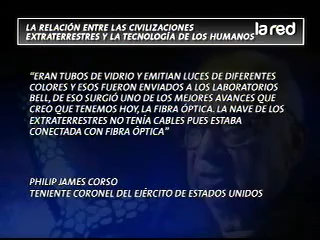 LA RELACIÓN ENTRE LAS CIVILIZACIONES
EXTRATERRESTRES Y LA TECNOLOGÍA DE LOS HUMANOS
la red
"ERAN TUBOS DE VIDRIO Y EMITIAN LUCES DE DIFERENTES
COLORES Y ESOS FUERON ENVIADOS A LOS LABORATORIOS
BELL, DE ESO SURGIÓ UNO DE LOS MEJORES AVANCES QUE
CREO QUE TENEMOS HOY, LA FIBRA ÓPTICA. LA NAVE DE LOS
EXTRATERRESTRES NO TENÍA CABLES PUES ESTABA
CONECTADA CON FIBRA ÓPTICA"
PHILIP JAMES CORSO
TENIENTE CORONEL DEL EJÉRCITO DE ESTADOS UNIDOS